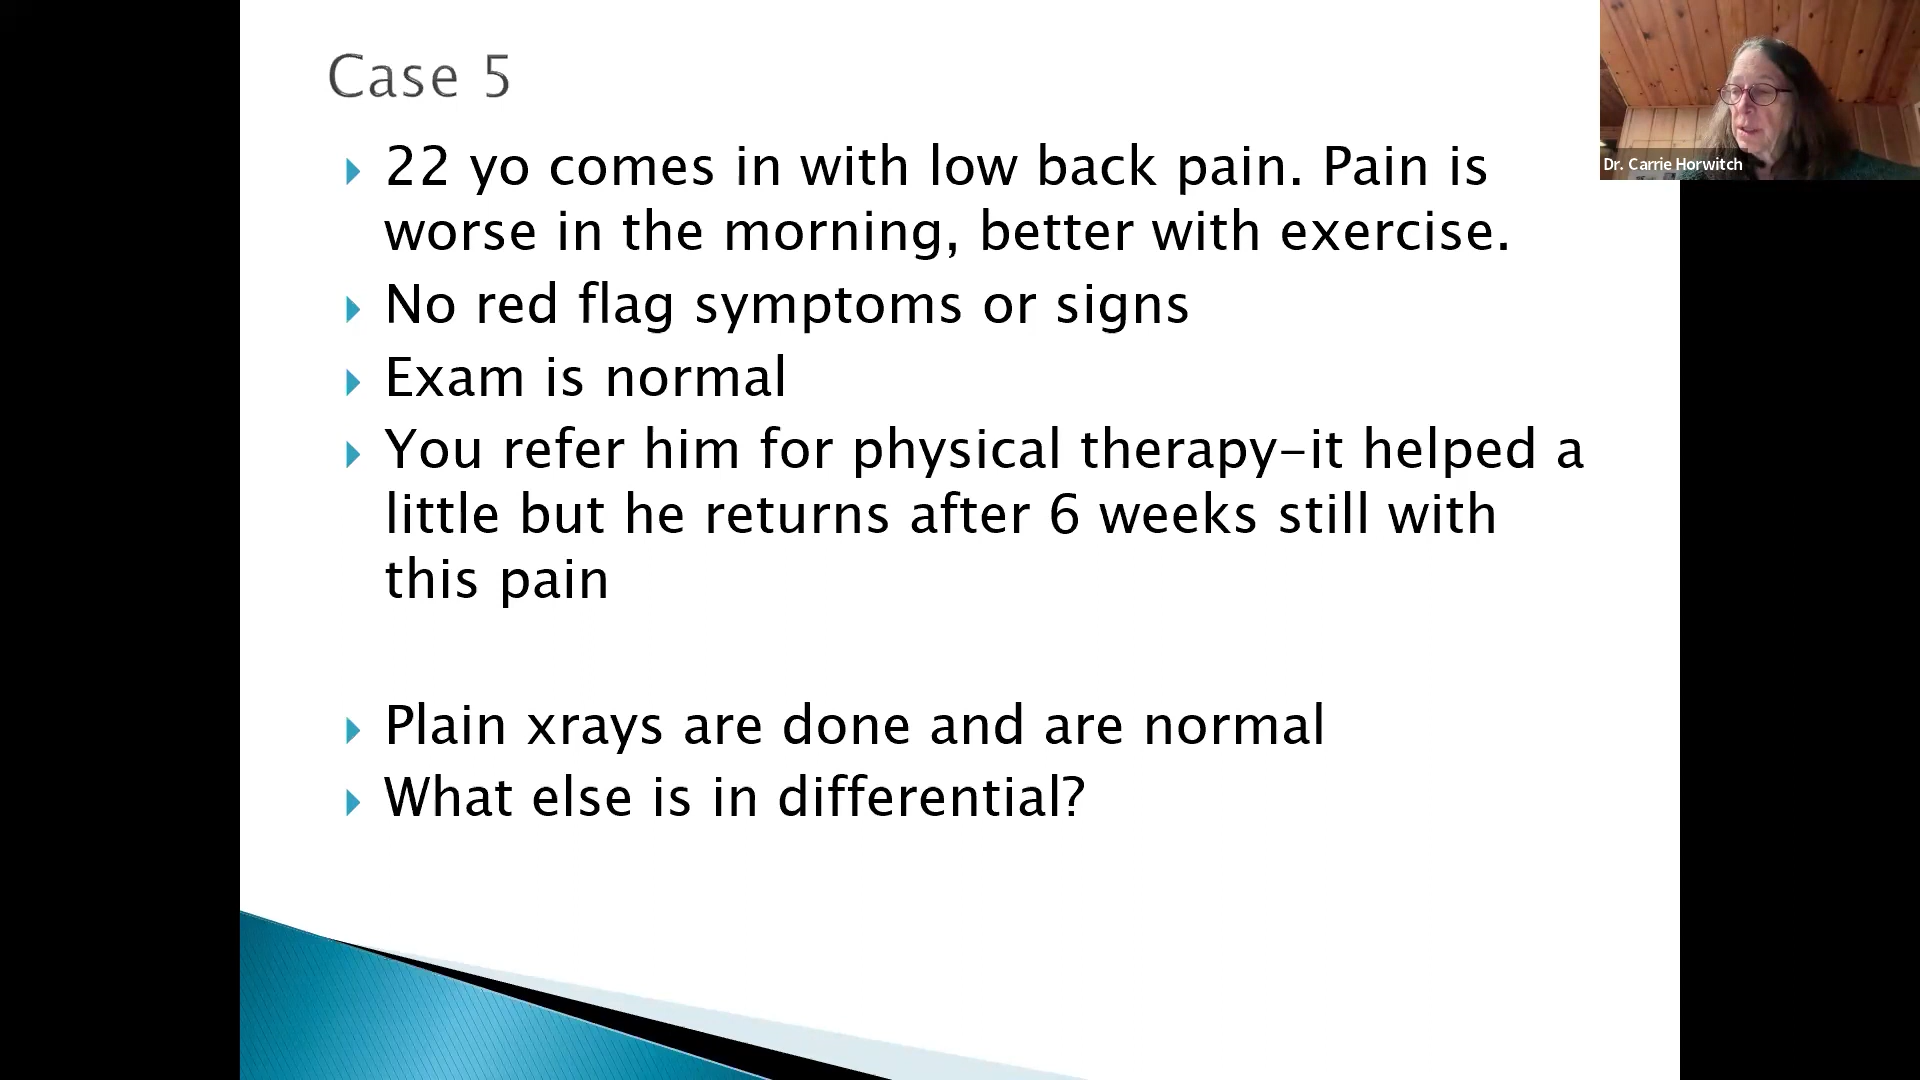 Case 5
22 yo comes in with low back pain. Pain is
worse in the morning, better with exercise.
No red flag symptoms or signs
Exam is normal
You refer him for physical therapy-it helped a
little but he returns after 6 weeks still with
this pain
Plain xrays are done and are normal
What else is in differential?
Dr. Carrie Horwitch